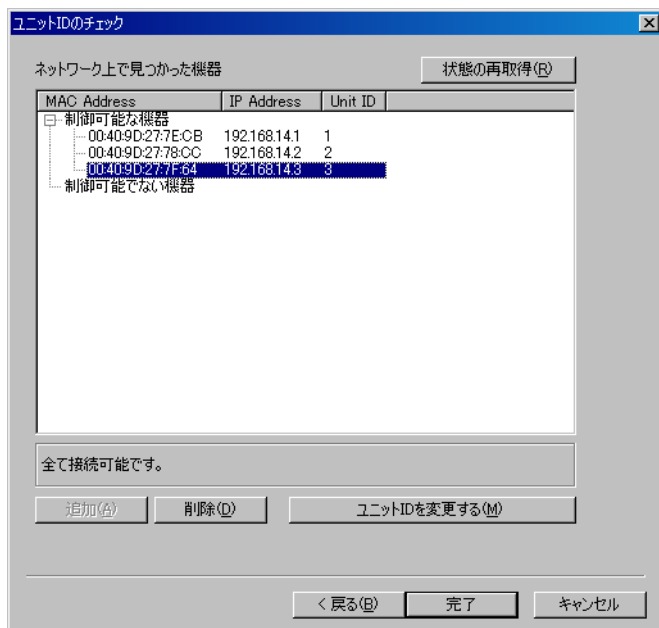 ユニットIDのチェック
ネットワーク上で見つかった機器 状態の再取得(R)
MAC Address IP Address Unit ID
制御可能な機器
00:40:9D:27:7E:CB 192.168.14.1 1
00:40:9D:27:78:CC 192.168.14.2 2
00:40:9D:27:7F:64 192.168.14.3 3
制御可能でない機器
全て接続可能です。
追加(A) 削除(D) ユニットIDを変更する(M)
< 戻る(B) 完了 キャンセル